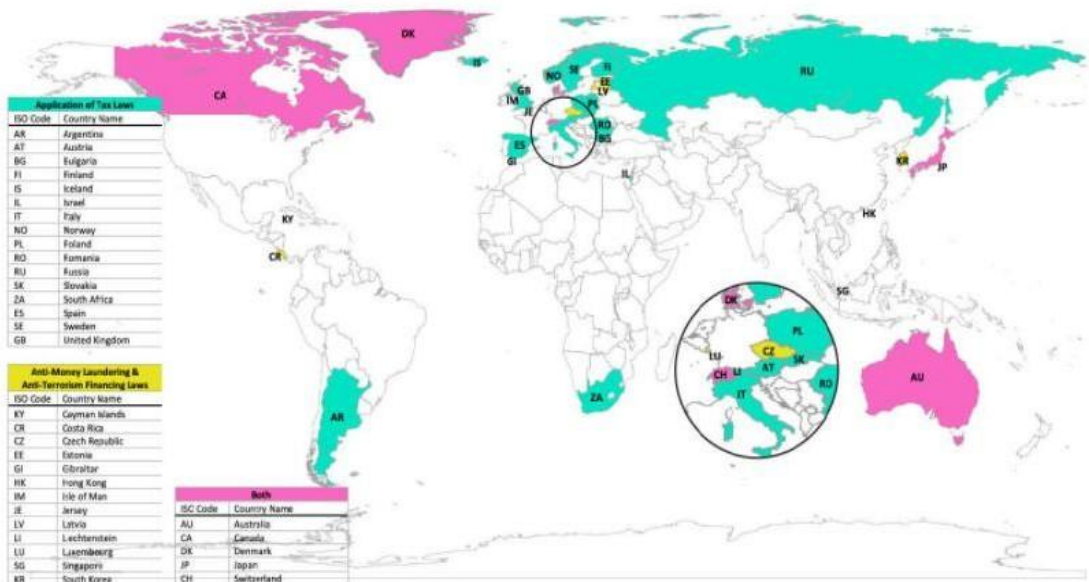 DK
CA
IS
NO
SE
FI
RU
EE
LV
GB
IM
JE
PL
RO
BG
ES
GI
IL
KR
JP
HK
KY
CR
SG
AR
ZA
AU
DK
PL
LU
CZ
SK
CH
LI
AT
IT
RO
Application of Tax Laws
ISO Code Country Name
AR Argentina
AT Austria
BG Bulgaria
FI Finland
IS Iceland
IL Israel
IT Italy
NO Norway
PL Poland
RO Romania
RU Russia
SK Slovakia
ZA South Africa
ES Spain
SE Sweden
GB United Kingdom
Anti-Money Laundering &
Anti-Terrorism Financing Laws
ISO Code Country Name
KY Cayman Islands
CR Costa Rica
CZ Czech Republic
EE Estonia
GI Gibraltar
HK Hong Kong
IM Isle of Man
JE Jersey
LV Latvia
LI Lechtenstein
LU Luxembourg
SG Singapore
KR South Korea
Both
ISO Code Country Name
AU Australia
CA Canada
DK Denmark
JP Japan
CH Switzerland